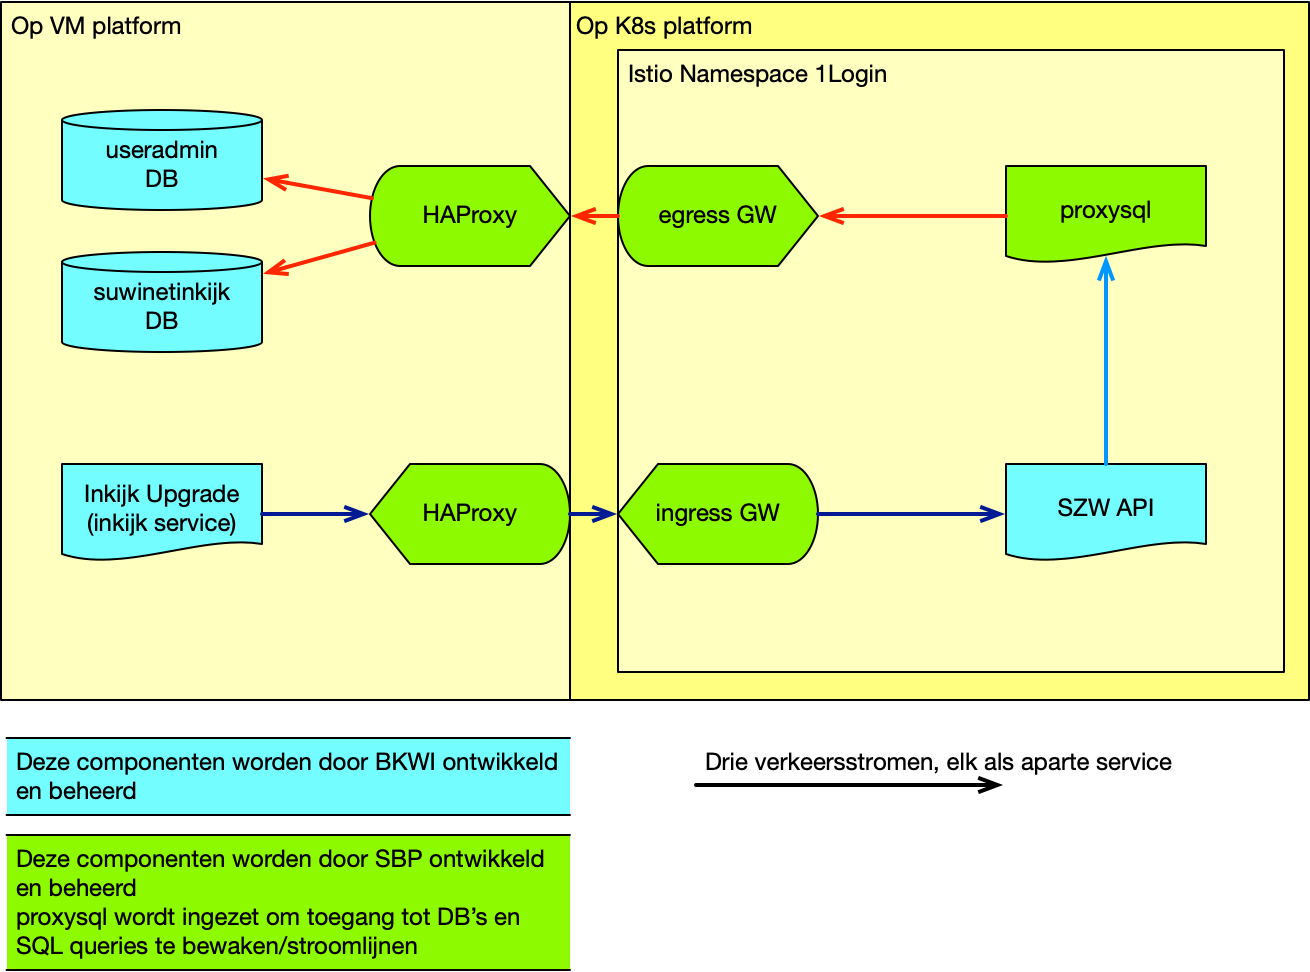 Op VM platform
Op K8s platform
Istio Namespace 1Login
useradmin
DB
HAProxy
egress GW
proxysql
suwinetinkijk
DB
Inkijk Upgrade
(inkijk service)
HAProxy
ingress GW
SZW API
Deze componenten worden door BKWI ontwikkeld
en beheerd
Drie verkeersstromen, elk als aparte service
Deze componenten worden door SBP ontwikkeld
en beheerd
proxysql wordt ingezet om toegang tot DB’s en
SQL queries te bewaken/stroomlijnen